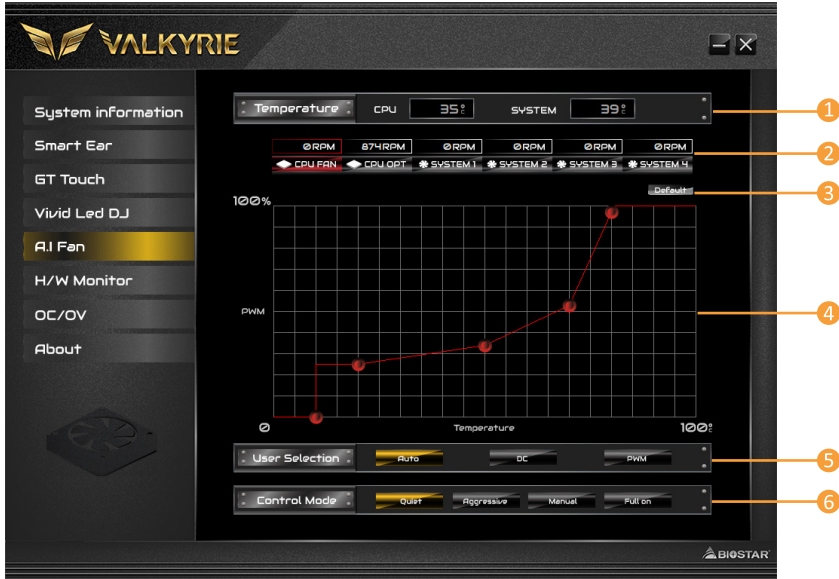 VALKYRIE
System information
Smart Ear
GT Touch
Vivid Led DJ
A.I Fan
H/W Monitor
OC/OV
About
Temperature CPU 35°C SYSTEM 39°C 1
0RPM 874RPM 0RPM 0RPM 0RPM 0RPM 2
CPU FAN CPU OPT SYSTEM 1 SYSTEM 2 SYSTEM 3 SYSTEM 4
Default 3
100%
PWM 4
0 Temperature 100°C
User Selection Auto DC PWM 5
Control Mode Quiet Aggressive Manual Full on 6
BIOSTAR